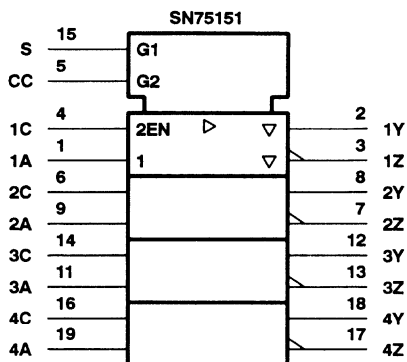 SN75151
S 15 G1
CC 5 G2
1C 4 2EN ▷ ▽ 2 1Y
1A 1 1 ▽ 3 1Z
2C 6 8 2Y
2A 9 7 2Z
3C 14 12 3Y
3A 11 13 3Z
4C 16 18 4Y
4A 19 17 4Z